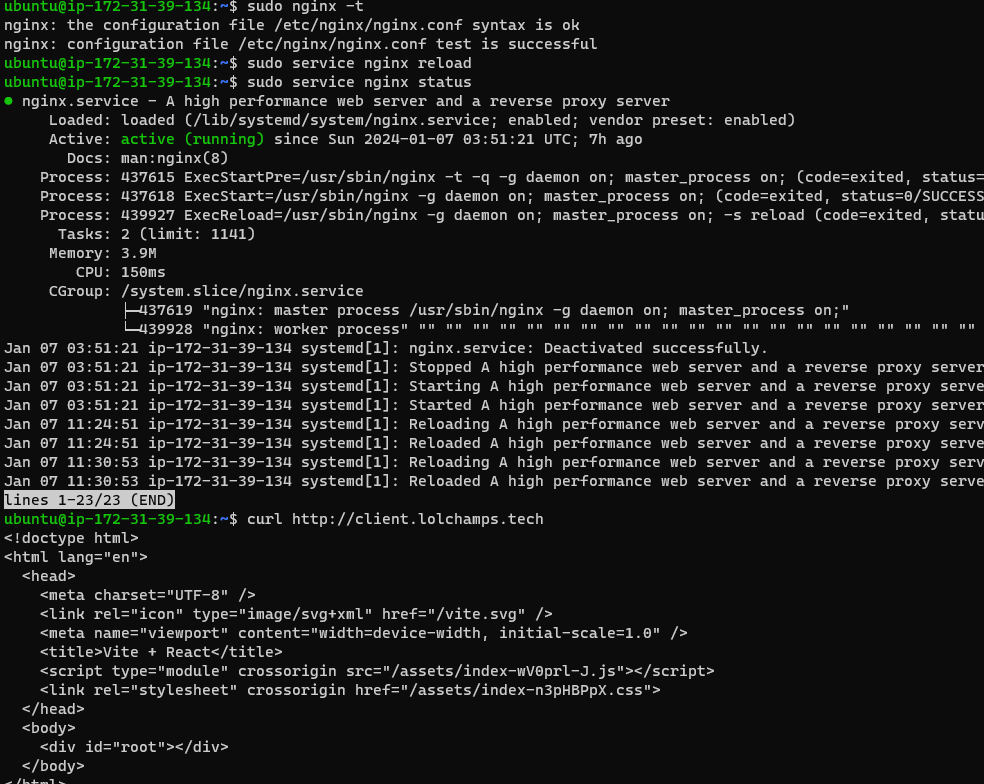 ubuntu@ip-172-31-39-134:~$ sudo nginx -t
nginx: the configuration file /etc/nginx/nginx.conf syntax is ok
nginx: configuration file /etc/nginx/nginx.conf test is successful
ubuntu@ip-172-31-39-134:~$ sudo service nginx reload
ubuntu@ip-172-31-39-134:~$ sudo service nginx status
● nginx.service - A high performance web server and a reverse proxy server
     Loaded: loaded (/lib/systemd/system/nginx.service; enabled; vendor preset: enabled)
     Active: active (running) since Sun 2024-01-07 03:51:21 UTC; 7h ago
       Docs: man:nginx(8)
    Process: 437615 ExecStartPre=/usr/sbin/nginx -t -q -g daemon on; master_process on; (code=exited, status=
    Process: 437618 ExecStart=/usr/sbin/nginx -g daemon on; master_process on; (code=exited, status=0/SUCCESS
    Process: 439927 ExecReload=/usr/sbin/nginx -g daemon on; master_process on; -s reload (code=exited, statu
      Tasks: 2 (limit: 1141)
     Memory: 3.9M
        CPU: 150ms
     CGroup: /system.slice/nginx.service
             ├─437619 "nginx: master process /usr/sbin/nginx -g daemon on; master_process on;"
             └─439928 "nginx: worker process" "" "" "" "" "" "" "" "" "" "" "" "" "" "" "" "" "" "" "" "" ""
Jan 07 03:51:21 ip-172-31-39-134 systemd[1]: nginx.service: Deactivated successfully.
Jan 07 03:51:21 ip-172-31-39-134 systemd[1]: Stopped A high performance web server and a reverse proxy server
Jan 07 03:51:21 ip-172-31-39-134 systemd[1]: Starting A high performance web server and a reverse proxy serve
Jan 07 03:51:21 ip-172-31-39-134 systemd[1]: Started A high performance web server and a reverse proxy server
Jan 07 11:24:51 ip-172-31-39-134 systemd[1]: Reloading A high performance web server and a reverse proxy serv
Jan 07 11:24:51 ip-172-31-39-134 systemd[1]: Reloaded A high performance web server and a reverse proxy serve
Jan 07 11:30:53 ip-172-31-39-134 systemd[1]: Reloading A high performance web server and a reverse proxy serv
Jan 07 11:30:53 ip-172-31-39-134 systemd[1]: Reloaded A high performance web server and a reverse proxy serve
lines 1-23/23 (END)
ubuntu@ip-172-31-39-134:~$ curl http://client.lolchamps.tech
<!doctype html>
<html lang="en">
  <head>
    <meta charset="UTF-8" />
    <link rel="icon" type="image/svg+xml" href="/vite.svg" />
    <meta name="viewport" content="width=device-width, initial-scale=1.0" />
    <title>Vite + React</title>
    <script type="module" crossorigin src="/assets/index-wV0prl-J.js"></script>
    <link rel="stylesheet" crossorigin href="/assets/index-n3pHBPpX.css">
  </head>
  <body>
    <div id="root"></div>
  </body>
</html>